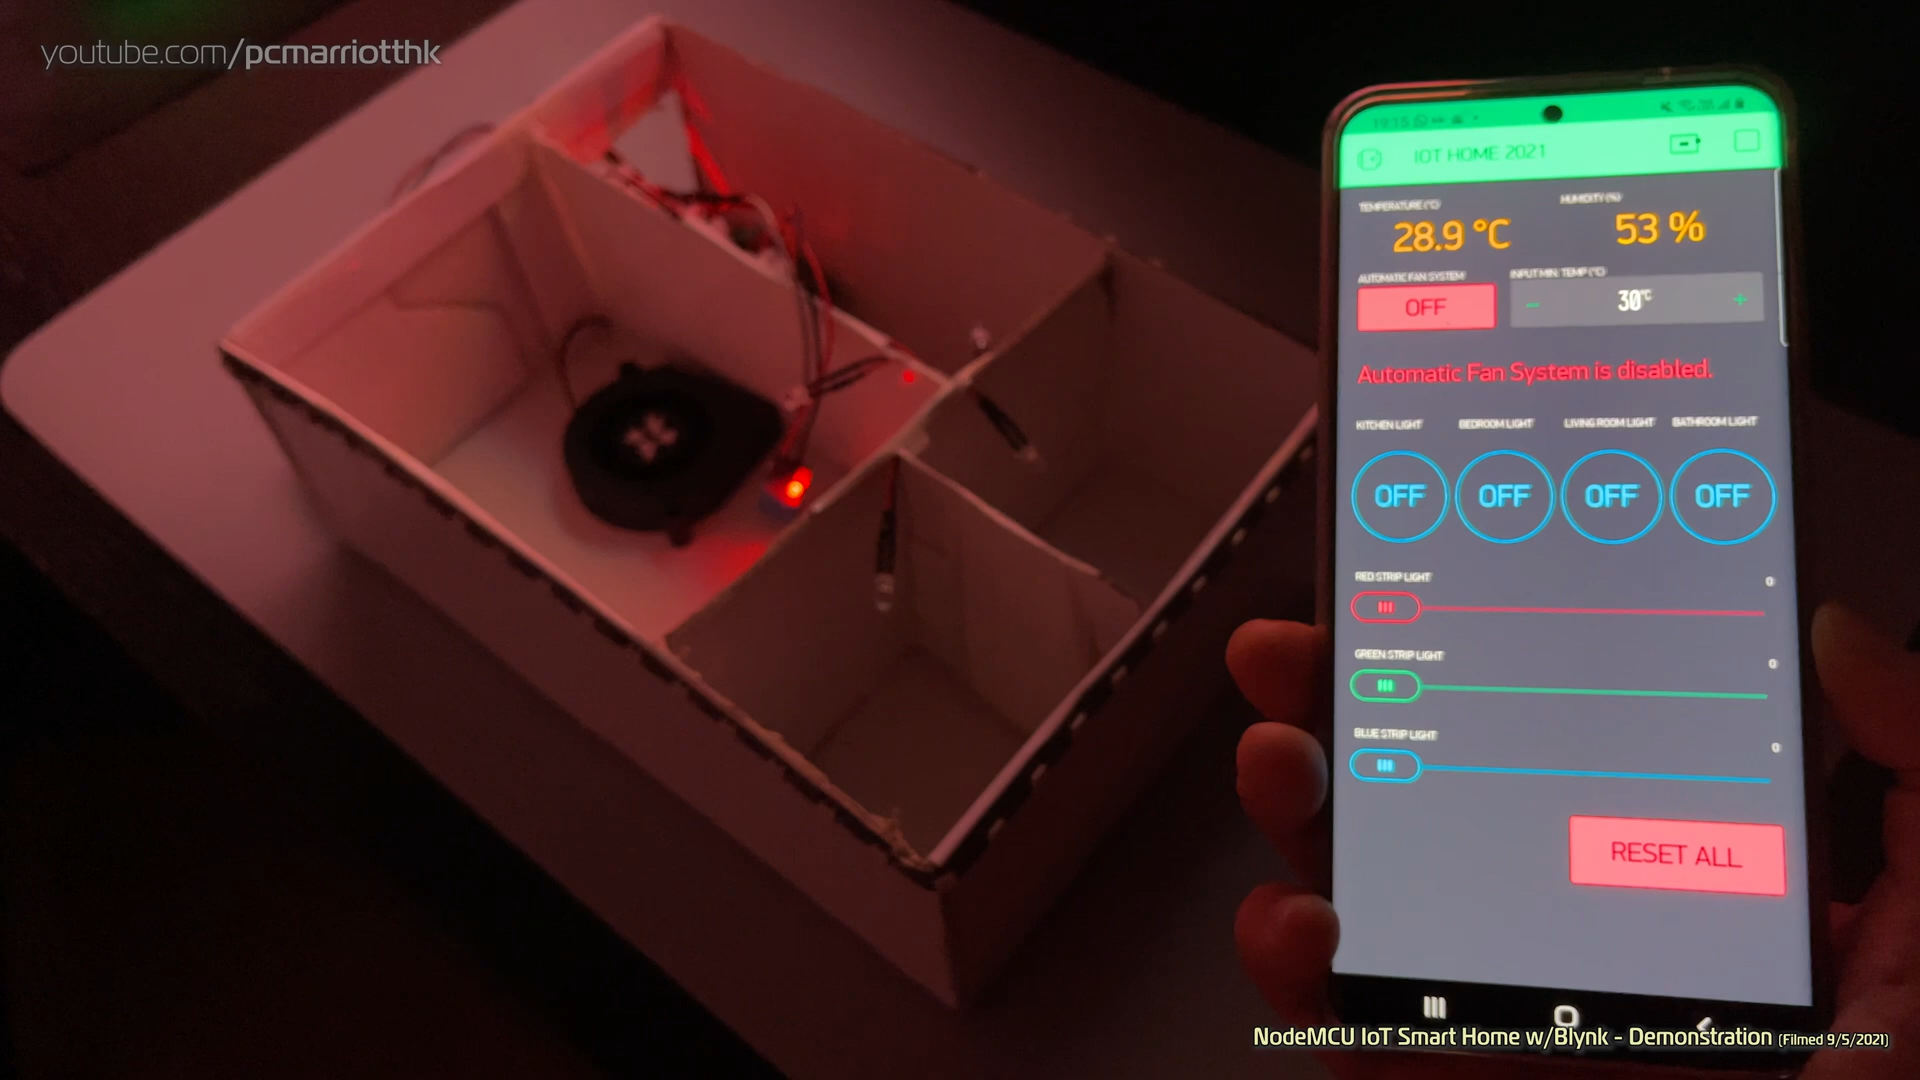 youtube.com/pcmarriotthk
19:15
IOT HOME 2021
TEMPERATURE (°C)
HUMIDITY (%)
28.9 °C
53 %
AUTOMATIC FAN SYSTEM
INPUT MIN. TEMP (°C)
OFF
− 30°C +
Automatic Fan System is disabled.
KITCHEN LIGHT BEDROOM LIGHT LIVING ROOM LIGHT BATHROOM LIGHT
OFF OFF OFF OFF
RED STRIP LIGHT 0
GREEN STRIP LIGHT 0
BLUE STRIP LIGHT 0
RESET ALL
NodeMCU IoT Smart Home w/Blynk - Demonstration (Filmed 9/5/2021)